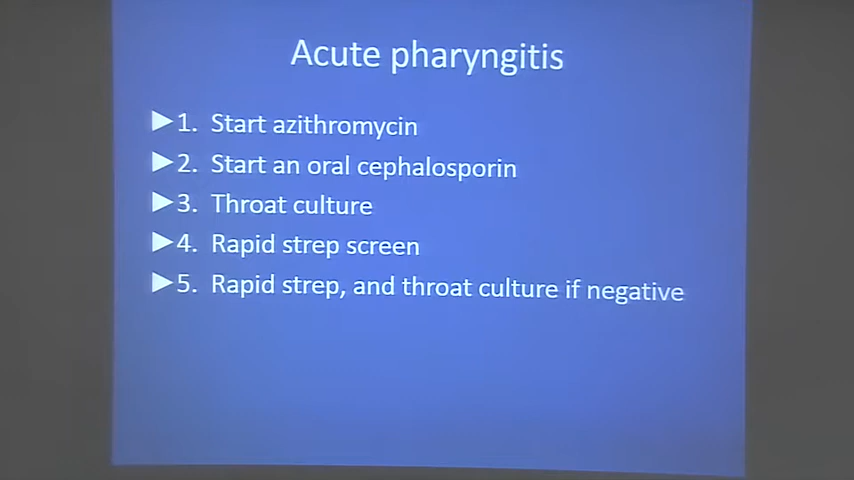 Acute pharyngitis
▶1. Start azithromycin
▶2. Start an oral cephalosporin
▶3. Throat culture
▶4. Rapid strep screen
▶5. Rapid strep, and throat culture if negative